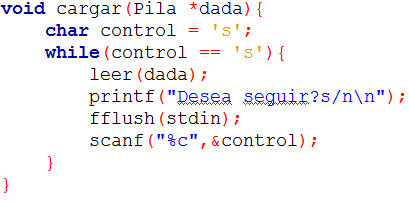 void cargar(Pila *dada){
    char control = 's';
    while(control == 's'){
        leer(dada);
        printf("Desea seguir?s/n\n");
        fflush(stdin);
        scanf("%c",&control);
    }
}